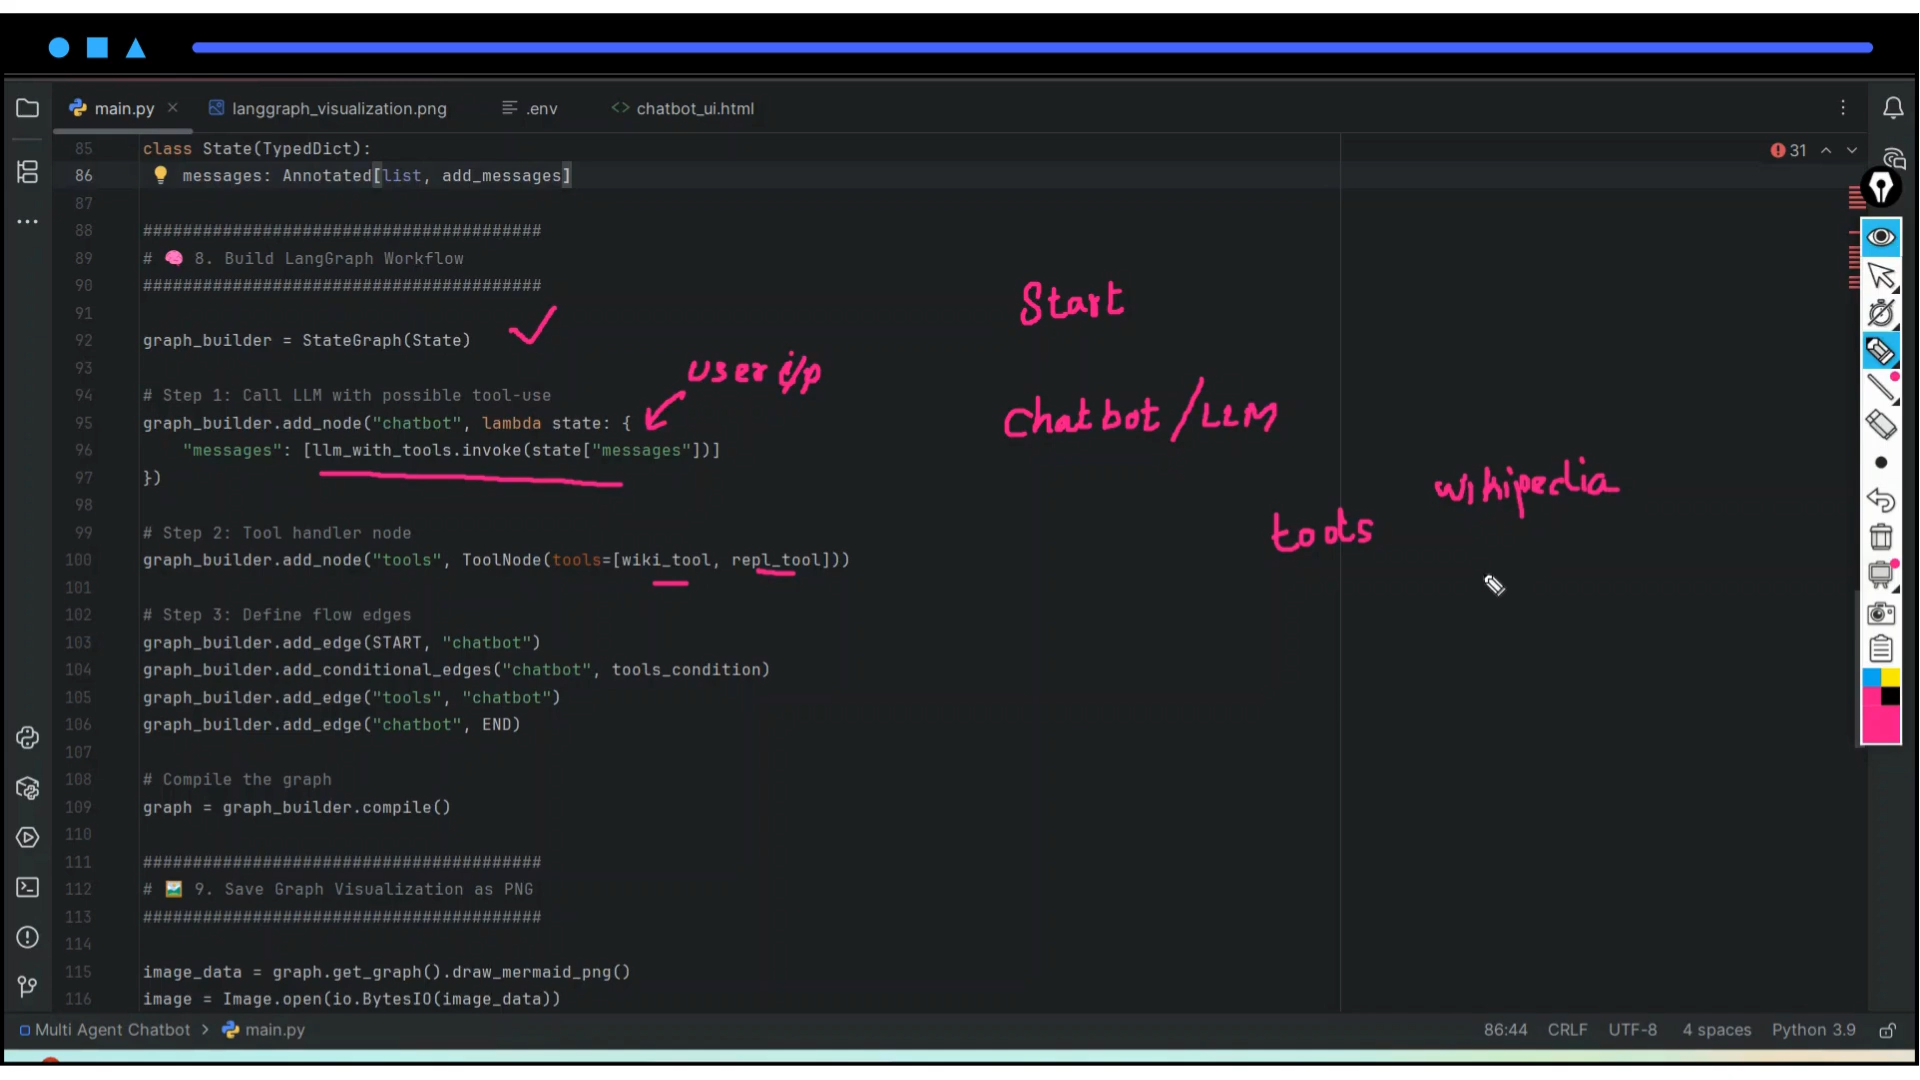 main.py
langgraph_visualization.png
.env
chatbot_ui.html
85 class State(TypedDict):
31
86 messages: Annotated[list, add_messages]
87
88 ########################################
89 # 🧠 8. Build LangGraph Workflow
90 ########################################
91
Start
92 graph_builder = StateGraph(State)
93
user i/p
94 # Step 1: Call LLM with possible tool-use
95 graph_builder.add_node("chatbot", lambda state: {
Chatbot/LLM
96 "messages": [llm_with_tools.invoke(state["messages"])]
97 })
wikipedia
98
99 # Step 2: Tool handler node
tools
100 graph_builder.add_node("tools", ToolNode(tools=[wiki_tool, repl_tool]))
101
102 # Step 3: Define flow edges
103 graph_builder.add_edge(START, "chatbot")
104 graph_builder.add_conditional_edges("chatbot", tools_condition)
105 graph_builder.add_edge("tools", "chatbot")
106 graph_builder.add_edge("chatbot", END)
107
108 # Compile the graph
109 graph = graph_builder.compile()
110
111 ########################################
112 # 🖼️ 9. Save Graph Visualization as PNG
113 ########################################
114
115 image_data = graph.get_graph().draw_mermaid_png()
116 image = Image.open(io.BytesIO(image_data))
Multi Agent Chatbot > main.py
86:44 CRLF UTF-8 4 spaces Python 3.9